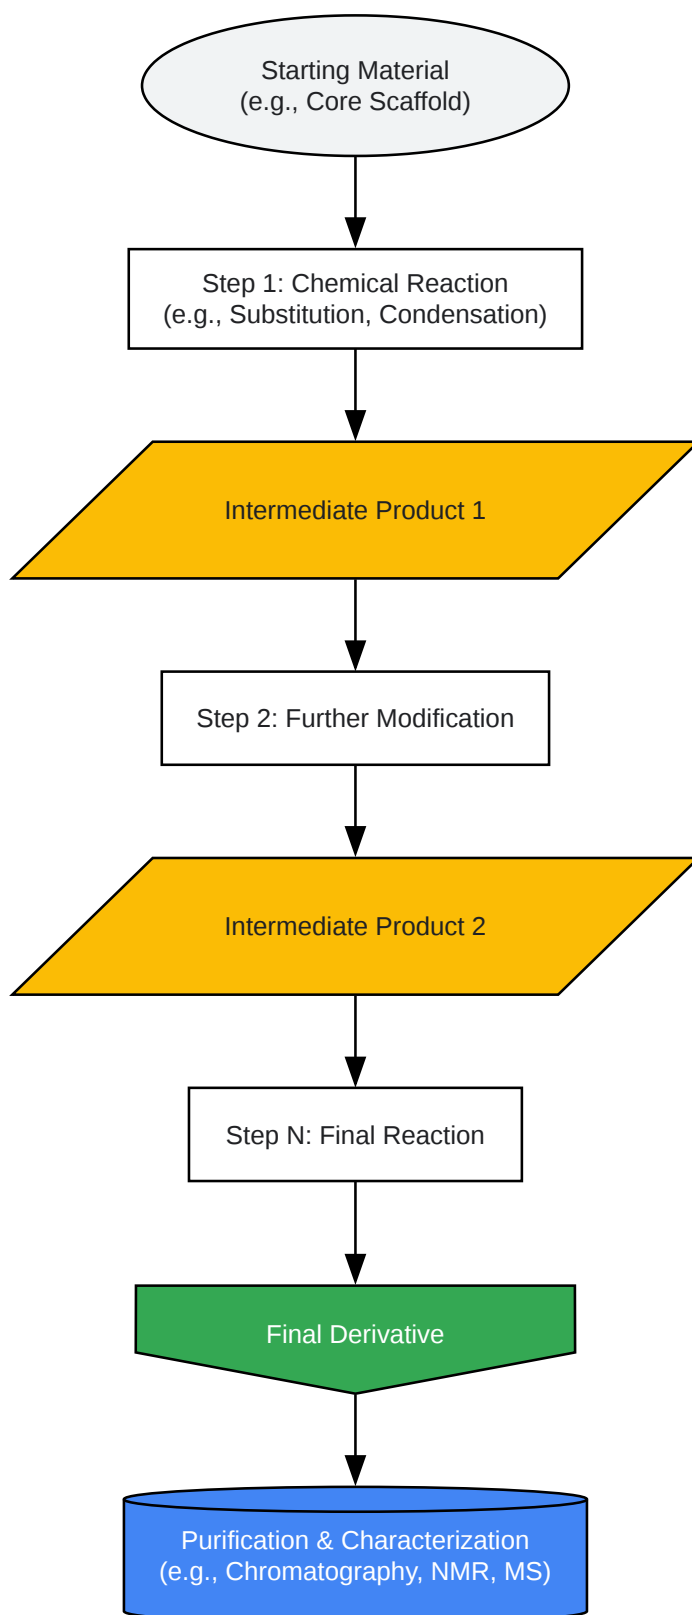 Starting Material
(e.g., Core Scaffold)
Step 1: Chemical Reaction
(e.g., Substitution, Condensation)
Intermediate Product 1
Step 2: Further Modification
Intermediate Product 2
Step N: Final Reaction
Final Derivative
Purification & Characterization
(e.g., Chromatography, NMR, MS)